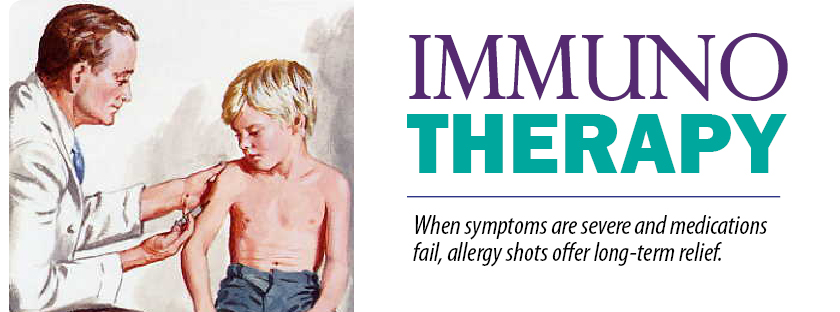 IMMUNO
THERAPY
When symptoms are severe and medications
fail, allergy shots offer long-term relief.